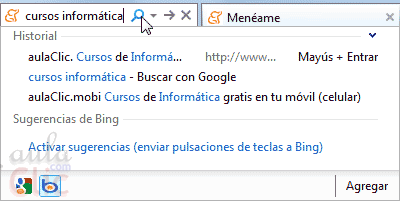 cursos informática Menéame
Historial
aulaClic. Cursos de Informá... http://www... Mayús + Entrar
cursos informática - Buscar con Google
aulaClic.mobi Cursos de Informática gratis en tu móvil (celular)
Sugerencias de Bing
Activar sugerencias (enviar pulsaciones de teclas a Bing)
aula
Clic
.com
Agregar